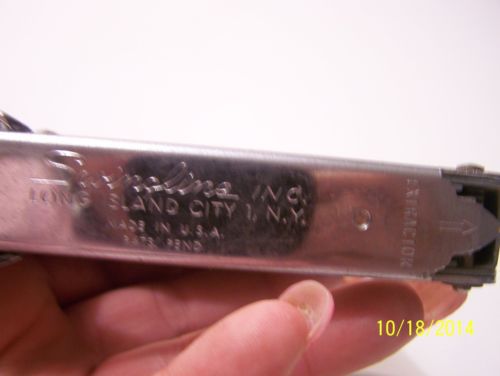 Swingline INC.
LONG ISLAND CITY 1, N.Y.
MADE IN U.S.A.
PATS. PEND.
EXTRACTOR
10/18/2014